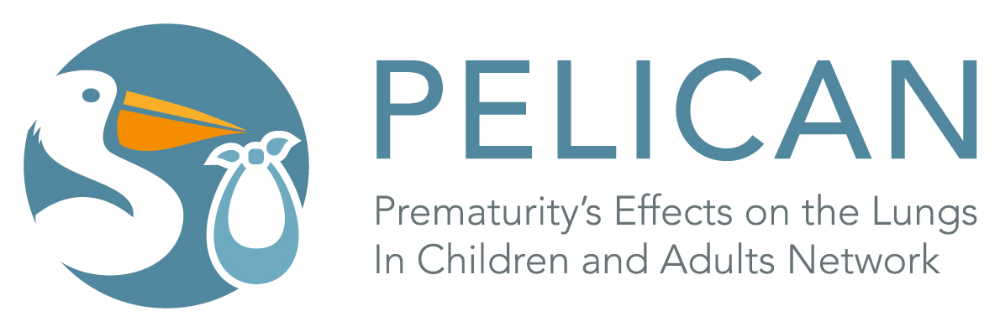 PELICAN
Prematurity’s Effects on the Lungs
In Children and Adults Network